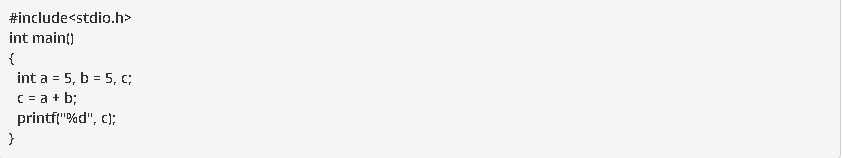 #include<stdio.h>
int main()
{
  int a = 5, b = 5, c;
  c = a + b;
  printf("%d", c);
}